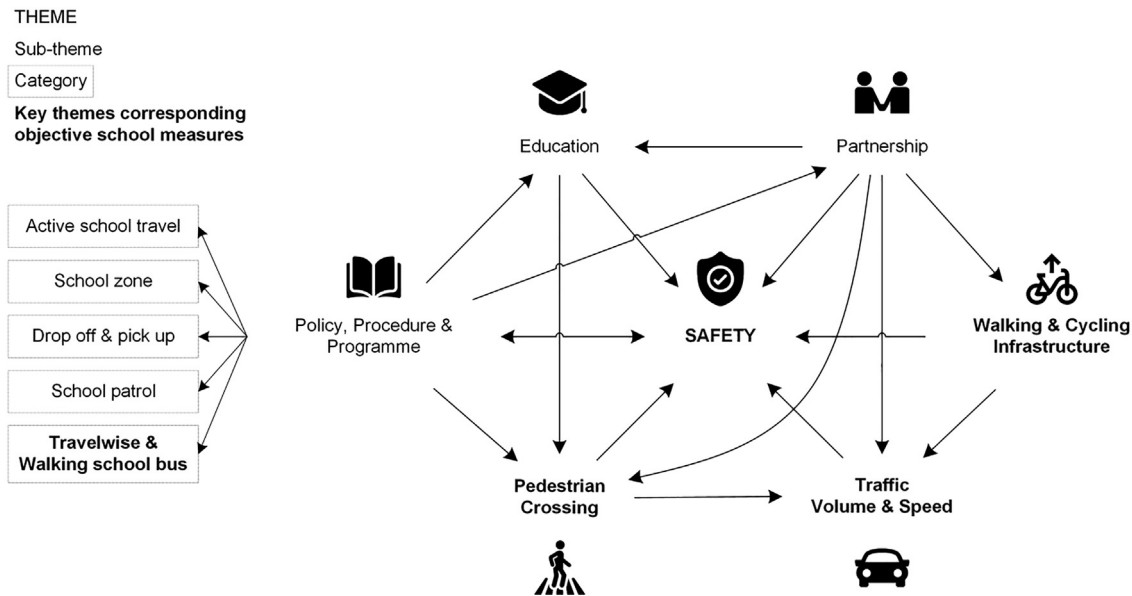 THEME
Sub-theme
Category
Key themes corresponding
objective school measures
Education
Partnership
Active school travel
School zone
Drop off & pick up
School patrol
Travelwise &
Walking school bus
Policy, Procedure &
Programme
SAFETY
Walking & Cycling
Infrastructure
Pedestrian
Crossing
Traffic
Volume & Speed